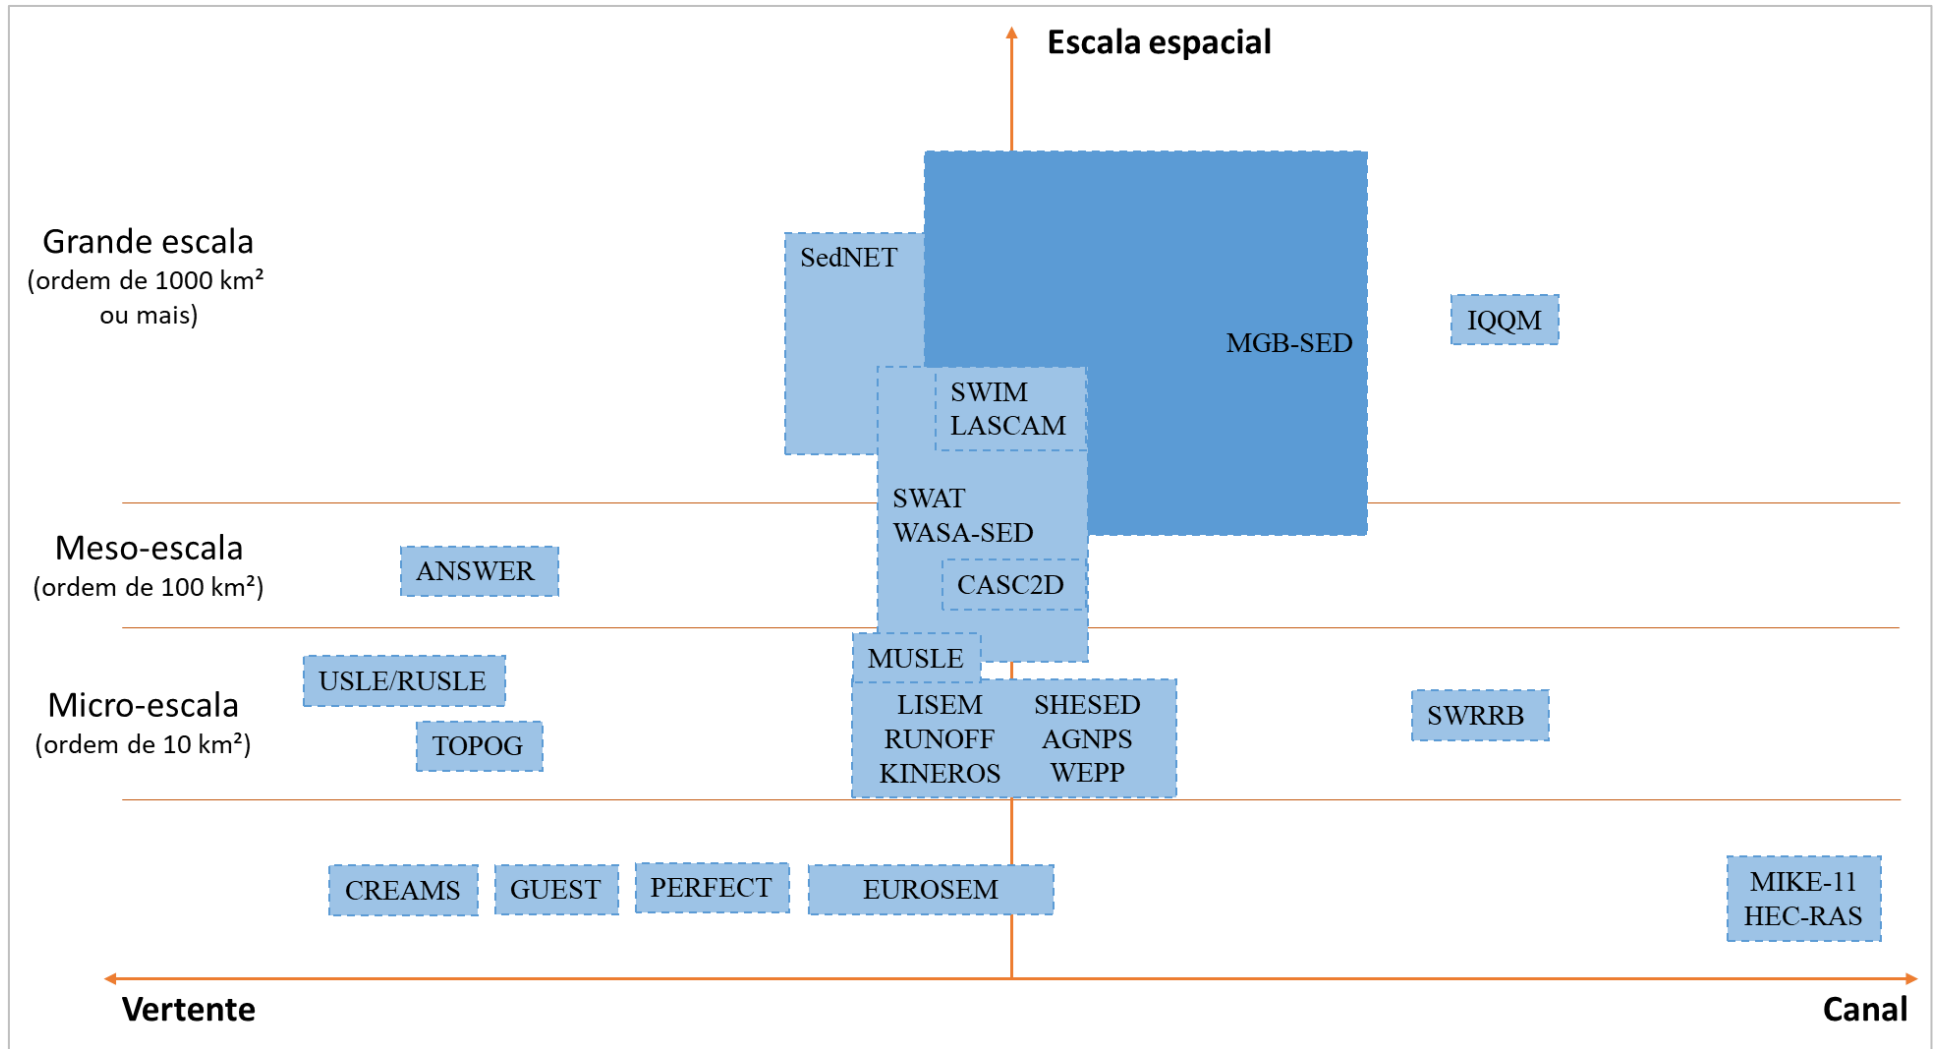 Escala espacial
Grande escala
(ordem de 1000 km²
ou mais)
SedNET
MGB-SED
IQQM
SWIM
LASCAM
SWAT
WASA-SED
Meso-escala
(ordem de 100 km²)
ANSWER
CASC2D
Micro-escala
(ordem de 10 km²)
USLE/RUSLE
TOPOG
MUSLE
LISEM
RUNOFF
KINEROS
SHESED
AGNPS
WEPP
SWRRB
CREAMS
GUEST
PERFECT
EUROSEM
MIKE-11
HEC-RAS
Vertente
Canal